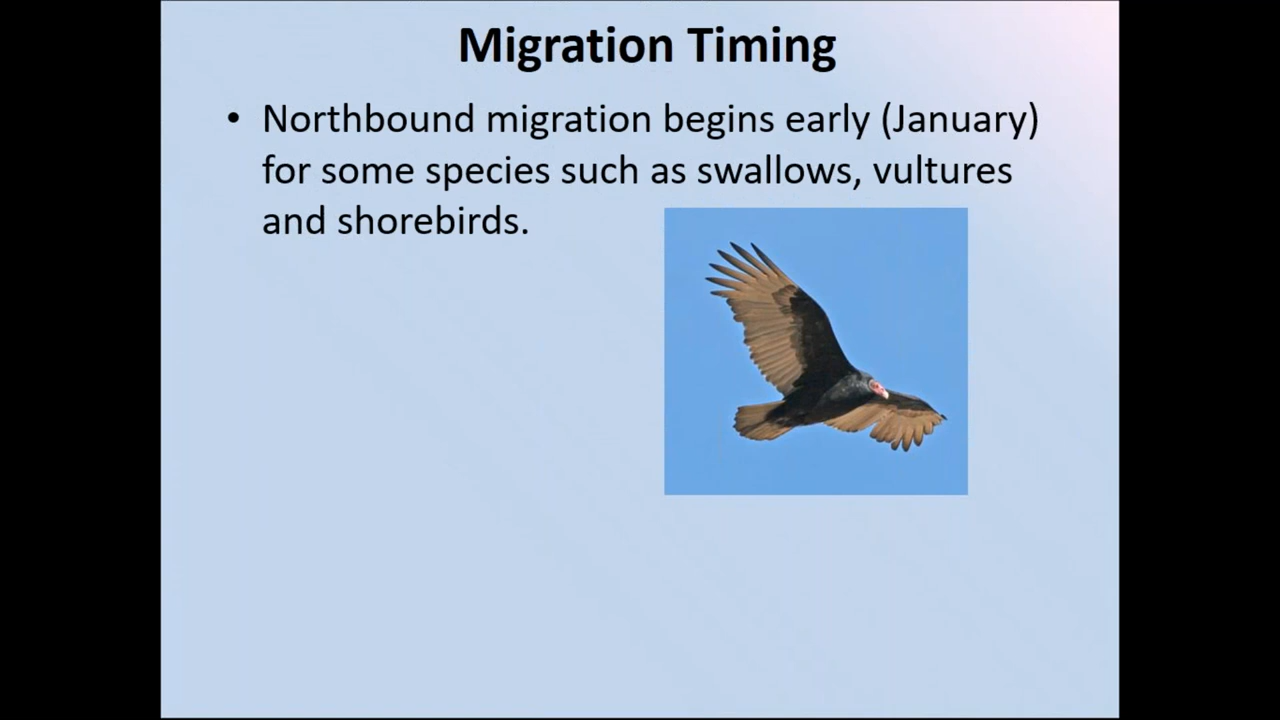 Migration Timing
• Northbound migration begins early (January)
for some species such as swallows, vultures
and shorebirds.